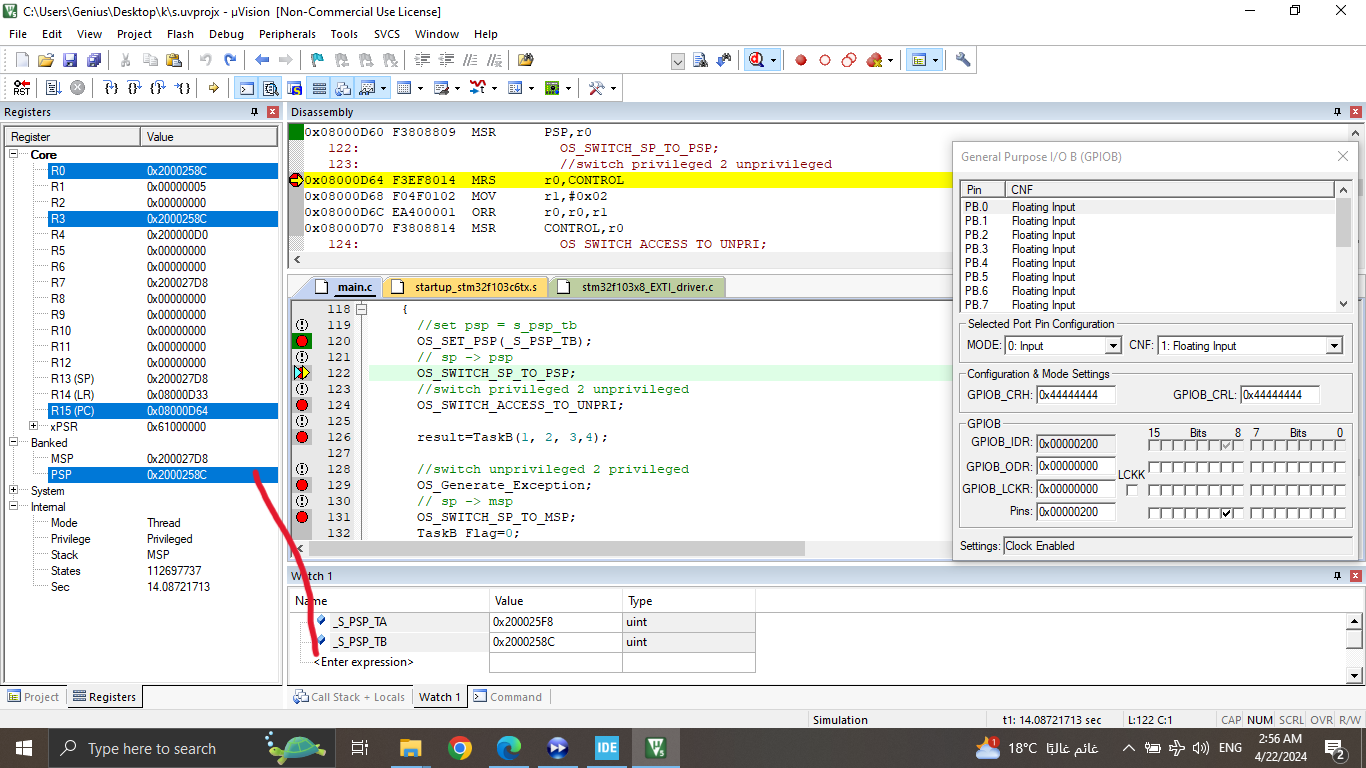 C:\Users\Genius\Desktop\k\s.uvprojx - µVision [Non-Commercial Use License]
File Edit View Project Flash Debug Peripherals Tools SVCS Window Help
Registers
Register Value
Core
R0 0x2000258C
R1 0x00000005
R2 0x00000000
R3 0x2000258C
R4 0x200000D0
R5 0x00000000
R6 0x00000000
R7 0x200027D8
R8 0x00000000
R9 0x00000000
R10 0x00000000
R11 0x00000000
R12 0x00000000
R13 (SP) 0x200027D8
R14 (LR) 0x08000D33
R15 (PC) 0x08000D64
xPSR 0x61000000
Banked
MSP 0x200027D8
PSP 0x2000258C
System
Internal
Mode Thread
Privilege Privileged
Stack MSP
States 112697737
Sec 14.08721713
Project Registers
Disassembly
0x08000D60 F3808809 MSR PSP,r0
122: OS_SWITCH_SP_TO_PSP;
123: //switch privileged 2 unprivileged
0x08000D64 F3EF8014 MRS r0,CONTROL
0x08000D68 F04F0102 MOV r1,#0x02
0x08000D6C EA400001 ORR r0,r0,r1
0x08000D70 F3808814 MSR CONTROL,r0
124: OS_SWITCH_ACCESS_TO_UNPRI;
main.c startup_stm32f103c6tx.s stm32f103x8_EXTI_driver.c
118 {
119 //set psp = s_psp_tb
120 OS_SET_PSP(_S_PSP_TB);
121 // sp -> psp
122 OS_SWITCH_SP_TO_PSP;
123 //switch privileged 2 unprivileged
124 OS_SWITCH_ACCESS_TO_UNPRI;
125
126 result=TaskB(1, 2, 3,4);
127
128 //switch unprivileged 2 privileged
129 OS_Generate_Exception;
130 // sp -> msp
131 OS_SWITCH_SP_TO_MSP;
132 TaskB_Flag=0;
General Purpose I/O B (GPIOB)
Pin CNF
PB.0 Floating Input
PB.1 Floating Input
PB.2 Floating Input
PB.3 Floating Input
PB.4 Floating Input
PB.5 Floating Input
PB.6 Floating Input
PB.7 Floating Input
Selected Port Pin Configuration
MODE: 0: Input CNF: 1: Floating Input
Configuration & Mode Settings
GPIOB_CRH: 0x44444444 GPIOB_CRL: 0x44444444
GPIOB
15 Bits 8 7 Bits 0
GPIOB_IDR: 0x00000200
GPIOB_ODR: 0x00000000
LCKK
GPIOB_LCKR: 0x00000000
Pins: 0x00000200
Settings: Clock Enabled
Watch 1
Name Value Type
_S_PSP_TA 0x200025F8 uint
_S_PSP_TB 0x2000258C uint
<Enter expression>
Call Stack + Locals Watch 1 Command
Simulation t1: 14.08721713 sec L:122 C:1 CAP NUM SCRL OVR R/W
Type here to search
IDE
1
18°C غائم غالبًا
ENG
2:56 AM
4/22/2024
2